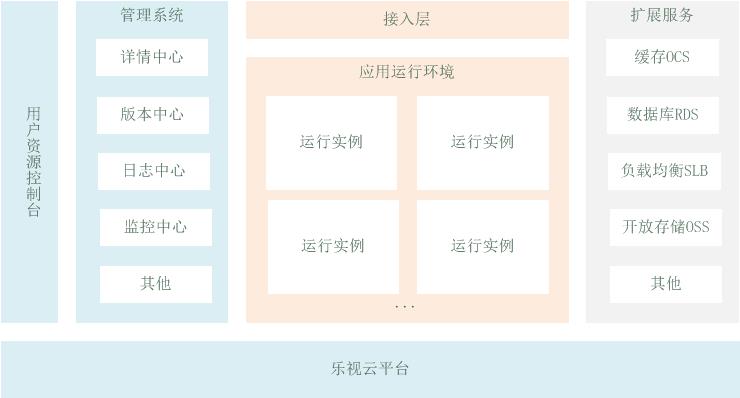 用户资源控制台
管理系统
详情中心
版本中心
日志中心
监控中心
其他
接入层
应用运行环境
运行实例
运行实例
运行实例
运行实例
...
扩展服务
缓存OCS
数据库RDS
负载均衡SLB
开放存储OSS
其他
乐视云平台